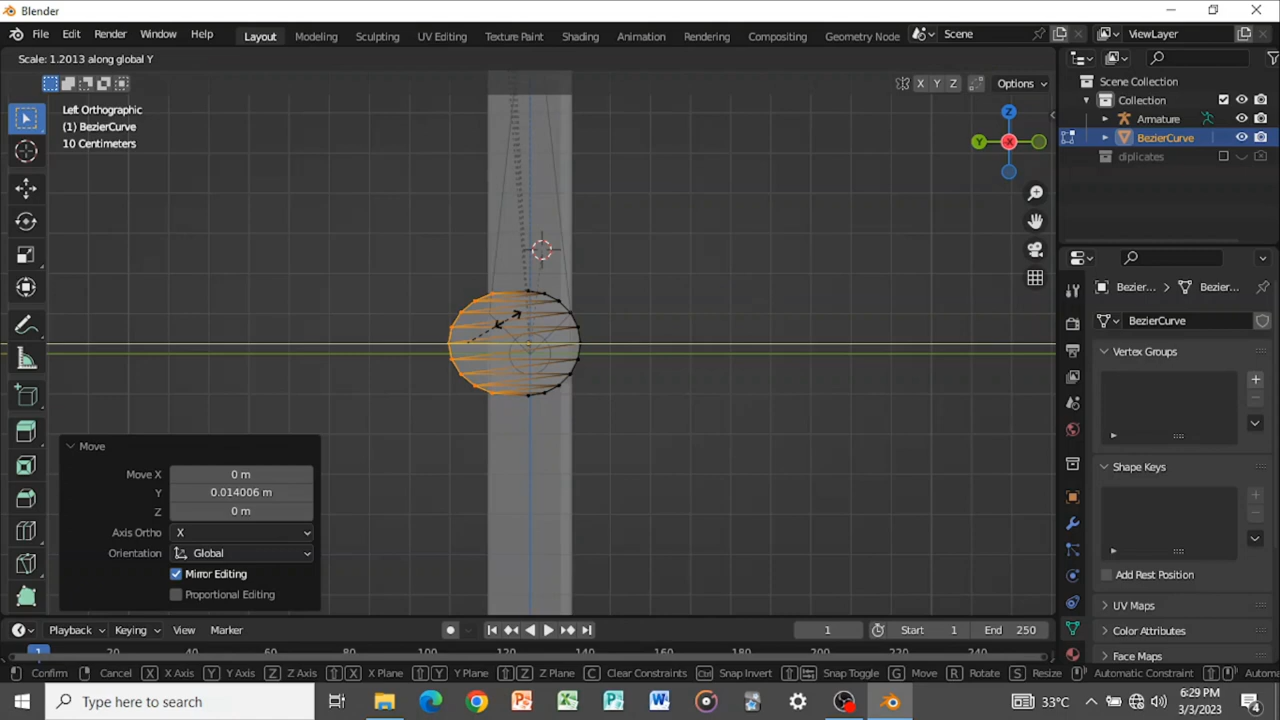 Blender
File Edit Render Window Help Layout Modeling Sculpting UV Editing Texture Paint Shading Animation Rendering Compositing Geometry Node Scene ViewLayer
Scale: 1.2013 along global Y
X Y Z Options
Left Orthographic
(1) BezierCurve
10 Centimeters
Z
Y X
Scene Collection
Collection
Armature
BezierCurve
diplicates
Bezier... Bezier...
BezierCurve
Vertex Groups
Shape Keys
Add Rest Position
UV Maps
Color Attributes
Face Maps
Move
Move X 0 m
Y 0.014006 m
Z 0 m
Axis Ortho X
Orientation Global
Mirror Editing
Proportional Editing
Playback Keying View Marker 1 Start 1 End 250
1
Confirm Cancel X X Axis Y Y Axis Z Z Axis X X Plane Y Y Plane Z Z Plane C Clear Constraints Ctrl Snap Invert Snap Toggle G Move R Rotate S Resize Automatic Constraint
Type here to search 33°C 6:29 PM
3/3/2023 4